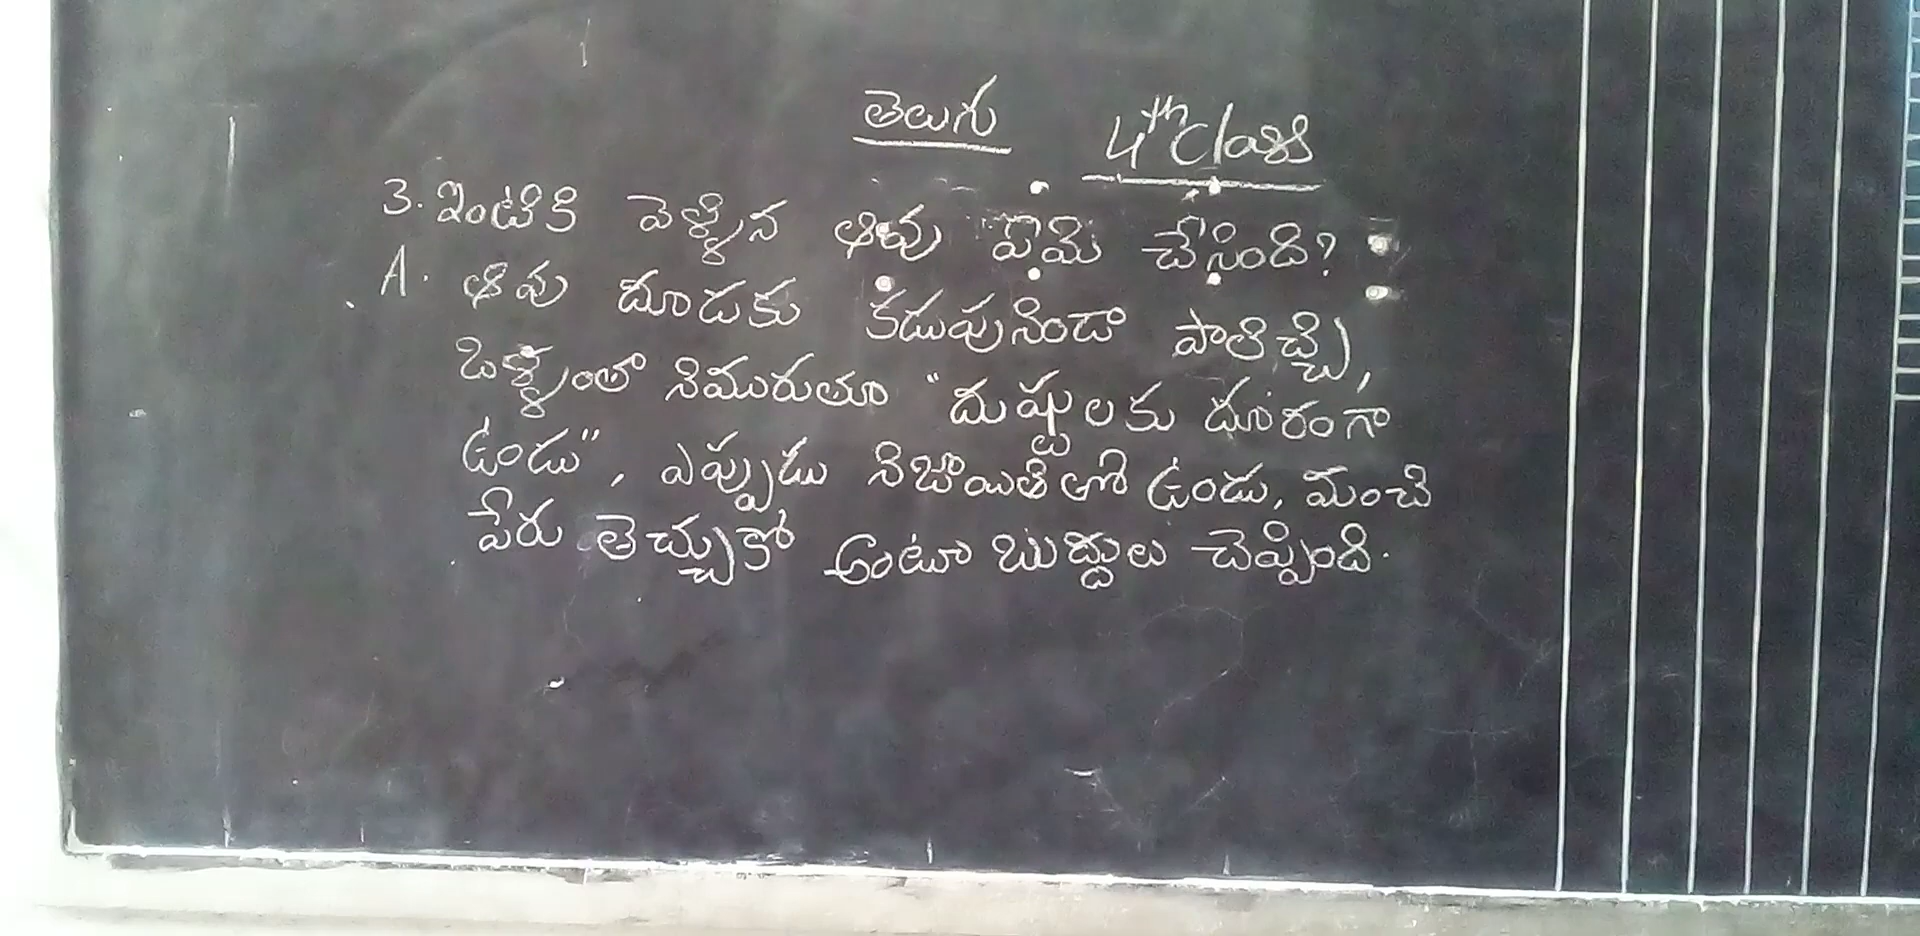 తెలుగు 4th class
3. ఇంటికి వెళ్ళిన ఆవు ఏమి చేసింది?
A. ఆవు దూడకు కడుపునిండా పాలిచ్చి,
ఒళ్ళంతా నిమురుతూ "దుష్టులకు దూరంగా
ఉండు", ఎప్పుడు నిజాయితీతో ఉండు, మంచి
పేరు తెచ్చుకో అంటూ బుద్దులు చెప్పింది.